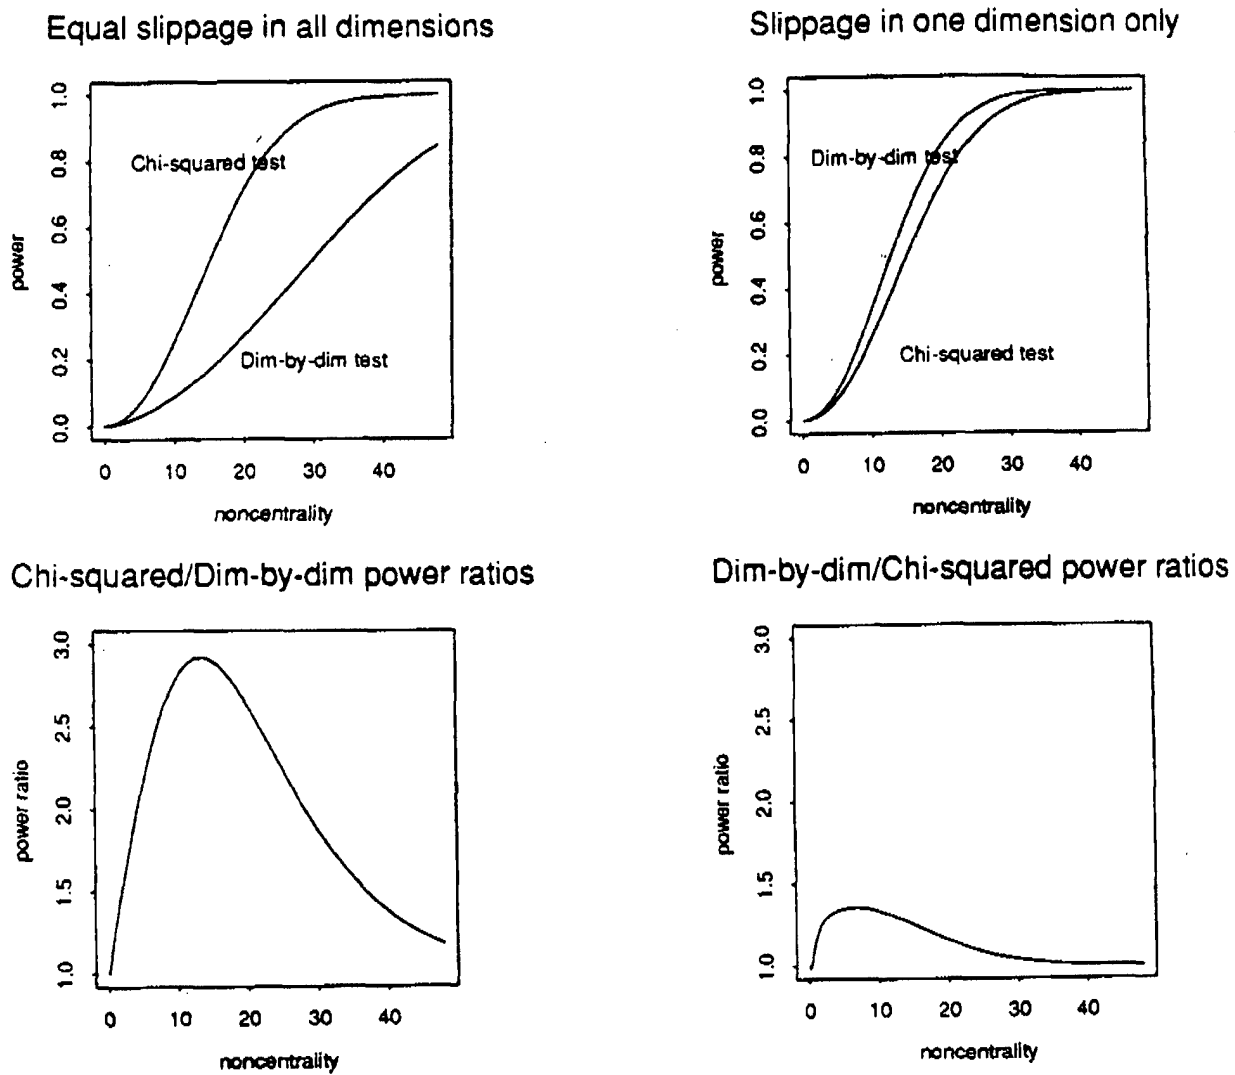 Equal slippage in all dimensions
1.0
0.8
0.6
0.4
0.2
0.0
power
Chi-squared test
Dim-by-dim test
0 10 20 30 40
noncentrality
Slippage in one dimension only
1.0
0.8
0.6
0.4
0.2
0.0
power
Dim-by-dim test
Chi-squared test
0 10 20 30 40
noncentrality
Chi-squared/Dim-by-dim power ratios
3.0
2.5
2.0
1.5
1.0
power ratio
0 10 20 30 40
noncentrality
Dim-by-dim/Chi-squared power ratios
3.0
2.5
2.0
1.5
1.0
power ratio
0 10 20 30 40
noncentrality